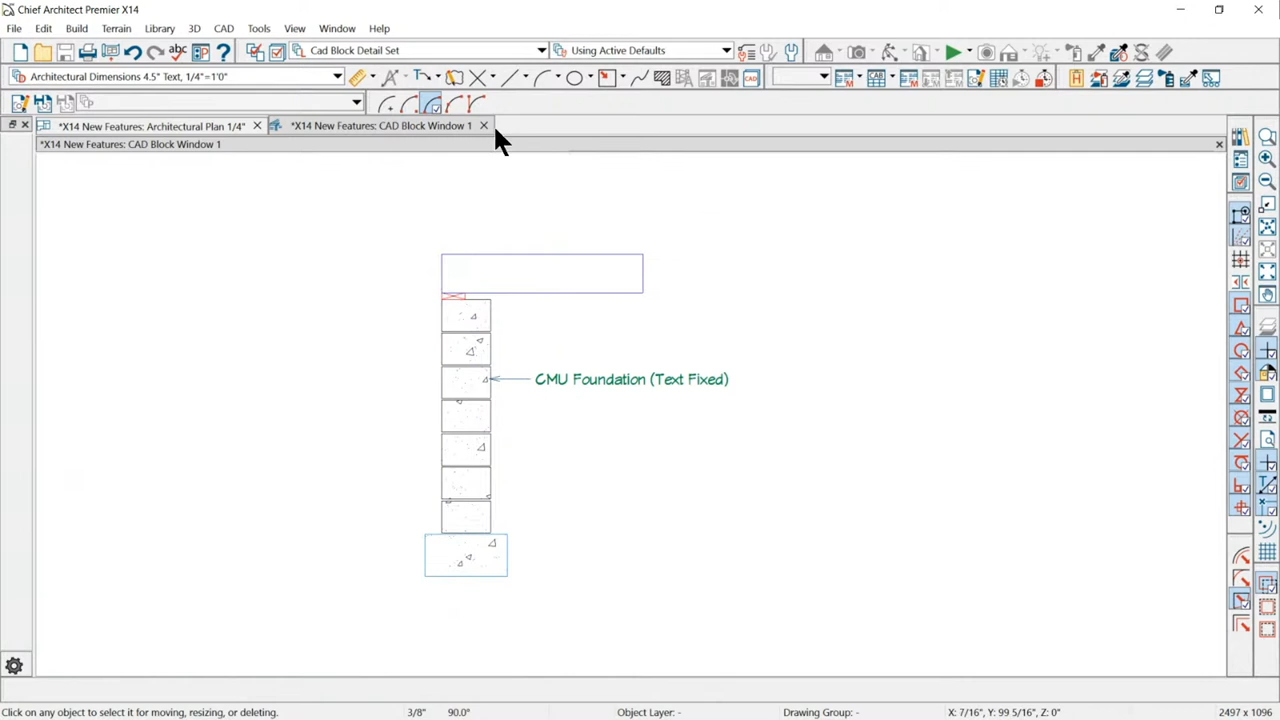 Chief Architect Premier X14
File Edit Build Terrain Library 3D CAD Tools View Window Help
Cad Block Detail Set
Using Active Defaults
Architectural Dimensions 4.5" Text, 1/4"=1'0"
*X14 New Features: Architectural Plan 1/4"
*X14 New Features: CAD Block Window 1
*X14 New Features: CAD Block Window 1
CMU Foundation (Text Fixed)
Click on any object to select it for moving, resizing, or deleting. 3/8" 90.0° Object Layer: - Drawing Group: - X: 7/16", Y: 99 5/16", Z: 0" 2497 x 1096